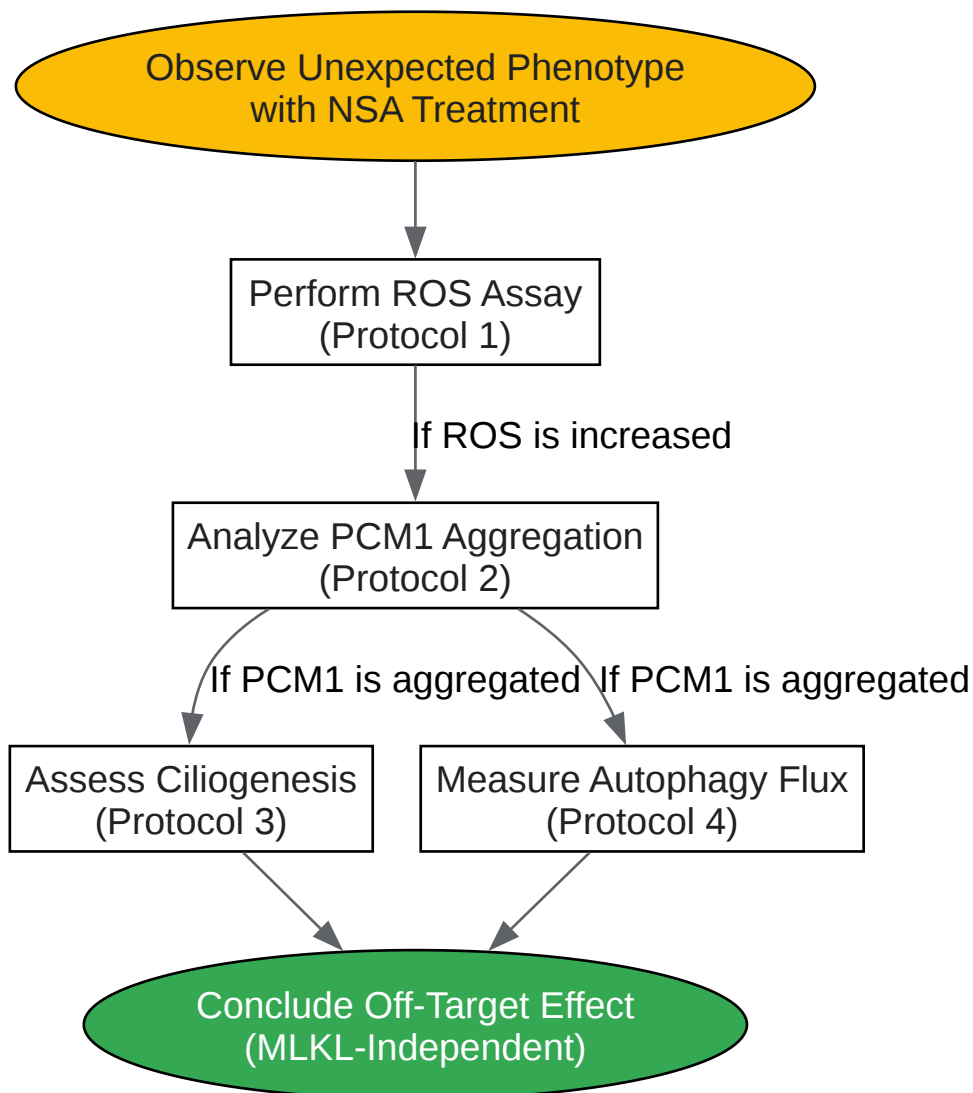 Observe Unexpected Phenotype
with NSA Treatment
Perform ROS Assay
(Protocol 1)
If ROS is increased
Analyze PCM1 Aggregation
(Protocol 2)
If PCM1 is aggregated
If PCM1 is aggregated
Assess Ciliogenesis
(Protocol 3)
Measure Autophagy Flux
(Protocol 4)
Conclude Off-Target Effect
(MLKL-Independent)